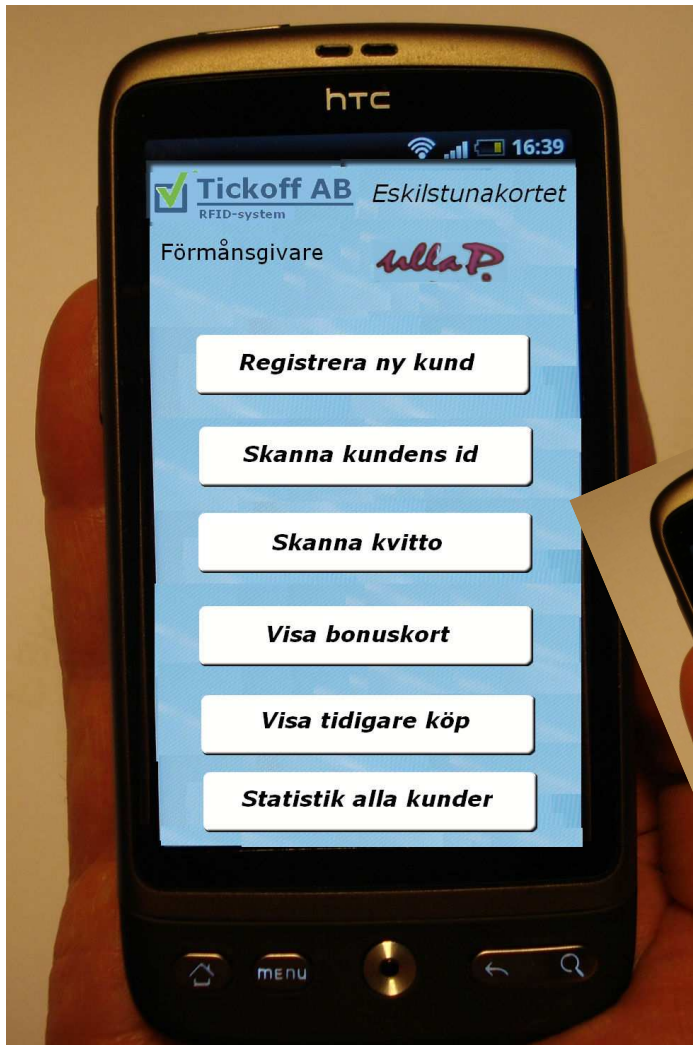 hTC
16:39
Tickoff AB
RFID-system
Eskilstunakortet
Förmånsgivare
ulla P.
Registrera ny kund
Skanna kundens id
Skanna kvitto
Visa bonuskort
Visa tidigare köp
Statistik alla kunder
menu